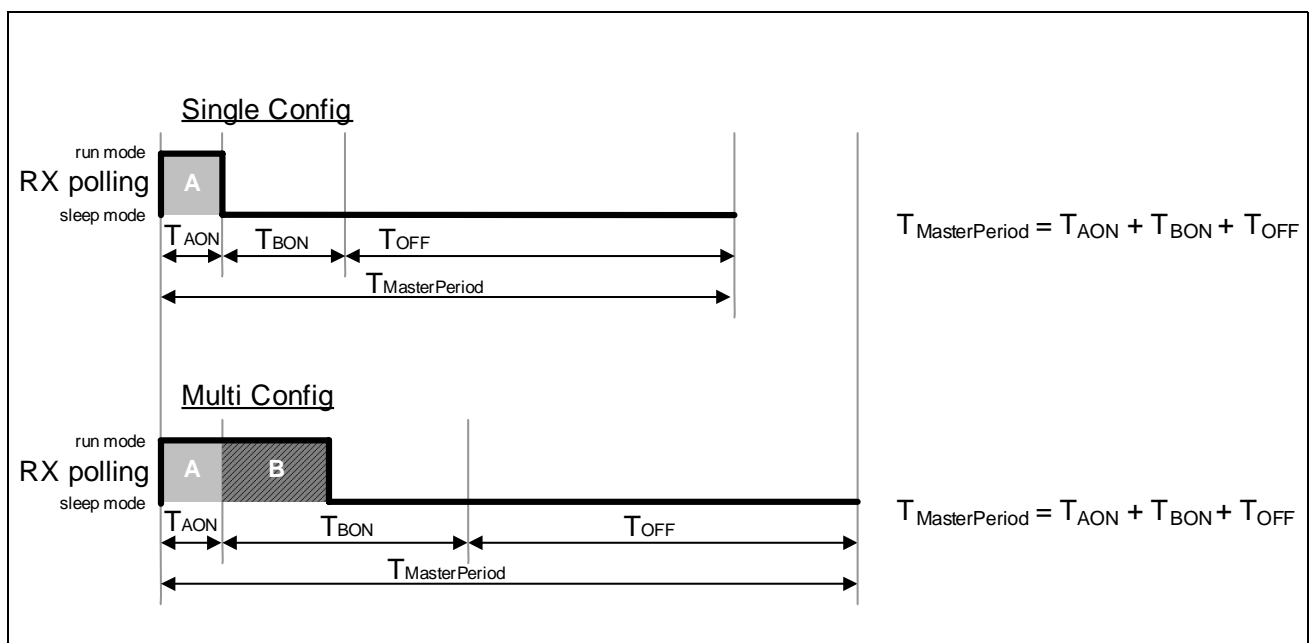 Single Config
run mode
RX polling
A
sleep mode
TAON TBON TOFF
TMasterPeriod
TMasterPeriod = TAON + TBON + TOFF
Multi Config
run mode
RX polling
A B
sleep mode
TAON TBON TOFF
TMasterPeriod
TMasterPeriod = TAON + TBON + TOFF